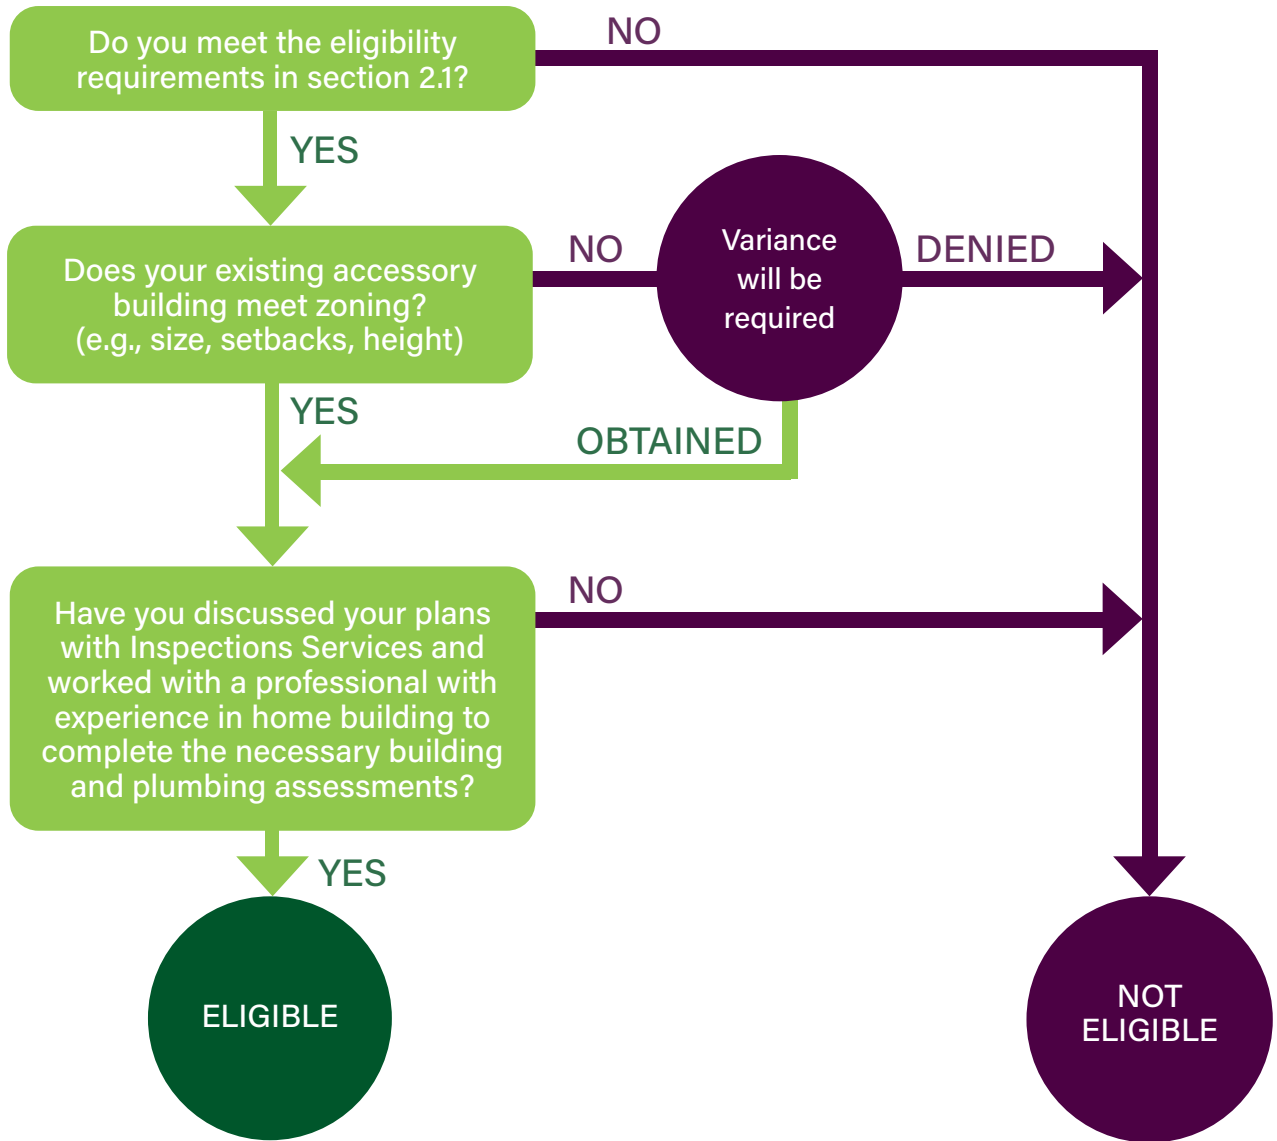 Do you meet the eligibility
requirements in section 2.1?
NO
YES
Does your existing accessory
building meet zoning?
(e.g., size, setbacks, height)
NO
Variance
will be
required
DENIED
YES
OBTAINED
Have you discussed your plans
with Inspections Services and
worked with a professional with
experience in home building to
complete the necessary building
and plumbing assessments?
NO
YES
ELIGIBLE
NOT
ELIGIBLE